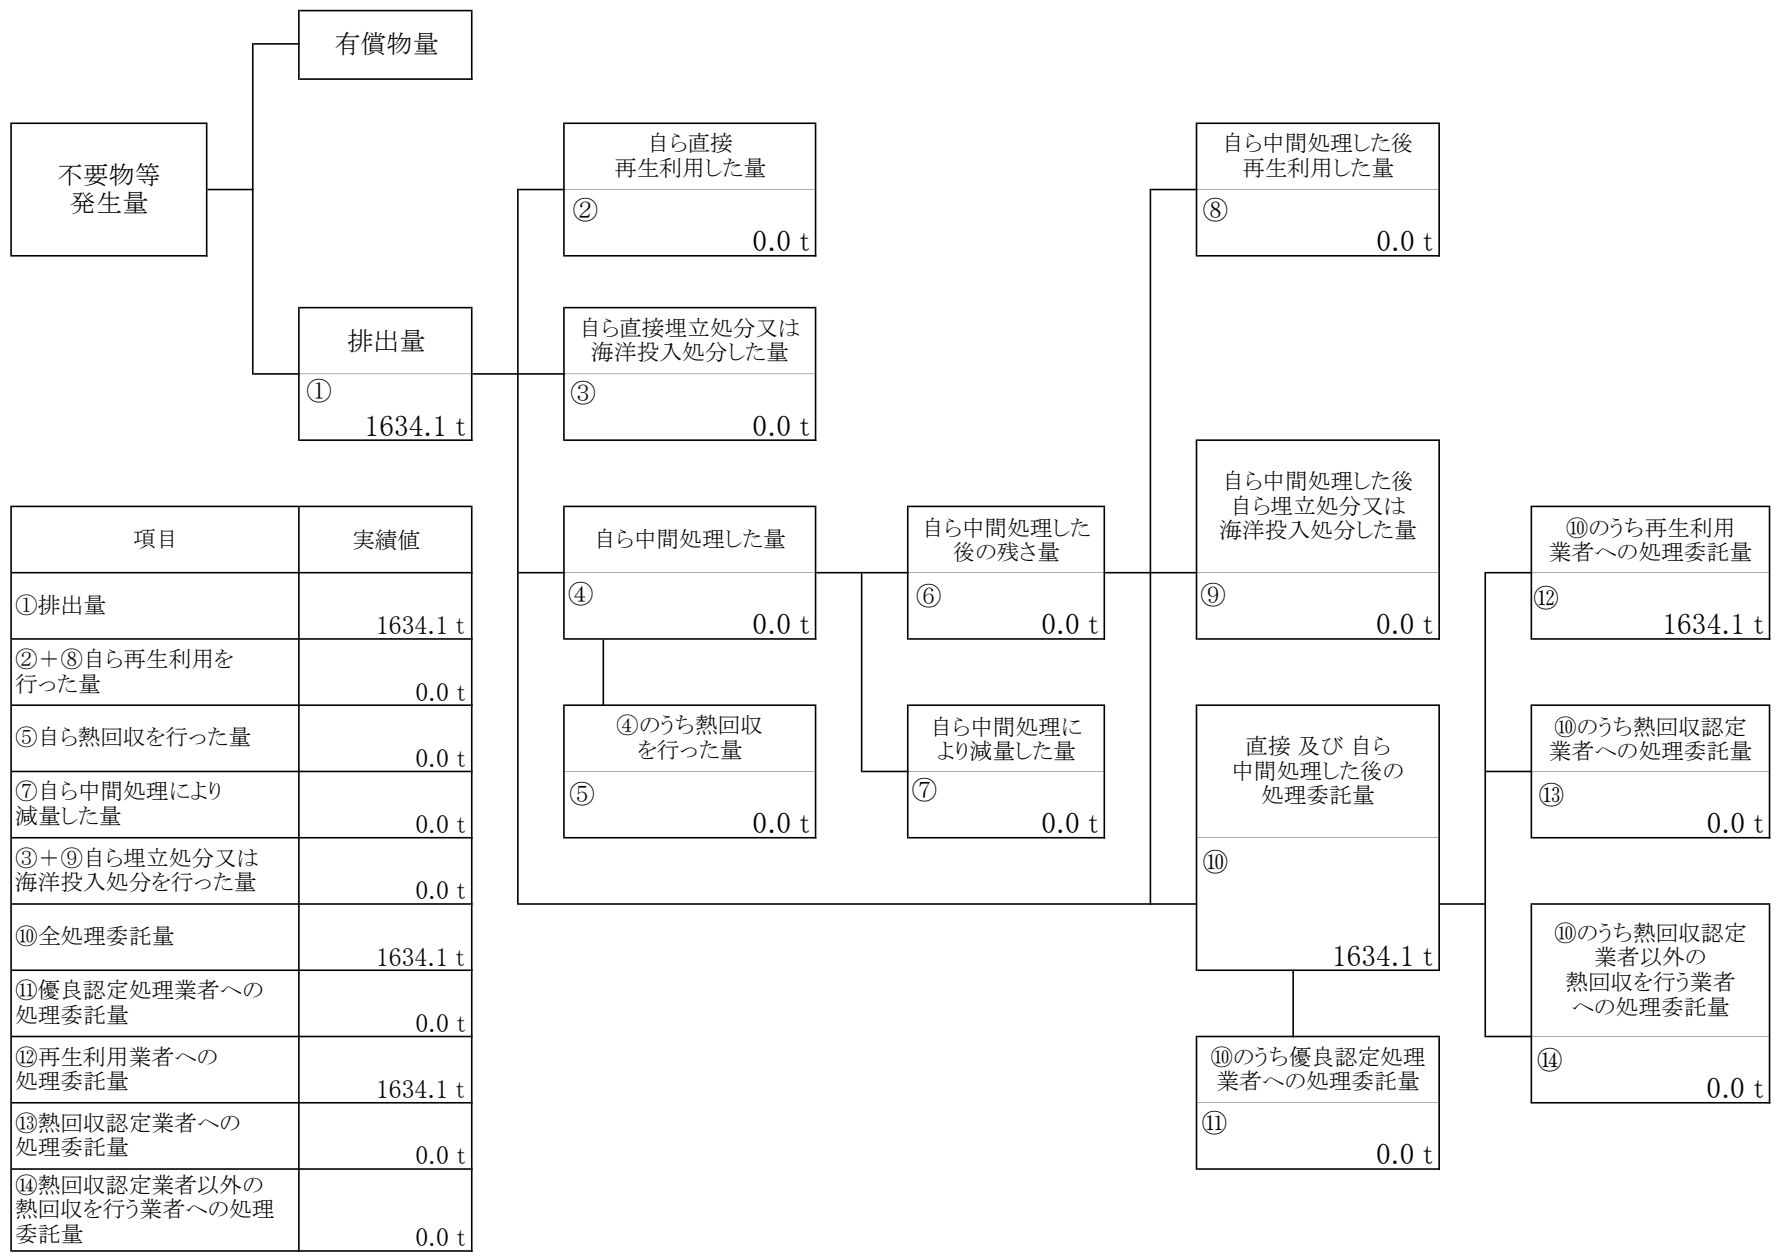 有償物量
不要物等
発生量
自ら直接
再生利用した量
②
0.0 t
自ら中間処理した後
再生利用した量
⑧
0.0 t
排出量
①
1634.1 t
自ら直接埋立処分又は
海洋投入処分した量
③
0.0 t
自ら中間処理した量
④
0.0 t
自ら中間処理した
後の残さ量
⑥
0.0 t
自ら中間処理した後
自ら埋立処分又は
海洋投入処分した量
⑨
0.0 t
⑩のうち再生利用
業者への処理委託量
⑫
1634.1 t
④のうち熱回収
を行った量
⑤
0.0 t
自ら中間処理に
より減量した量
⑦
0.0 t
直接 及び 自ら
中間処理した後の
処理委託量
⑩
1634.1 t
⑩のうち熱回収認定
業者への処理委託量
⑬
0.0 t
⑩のうち熱回収認定
業者以外の
熱回収を行う業者
への処理委託量
⑭
0.0 t
⑩のうち優良認定処理
業者への処理委託量
⑪
0.0 t
項目
実績値
①排出量
1634.1 t
②＋⑧自ら再生利用を
行った量
0.0 t
⑤自ら熱回収を行った量
0.0 t
⑦自ら中間処理により
減量した量
0.0 t
③＋⑨自ら埋立処分又は
海洋投入処分を行った量
0.0 t
⑩全処理委託量
1634.1 t
⑪優良認定処理業者への
処理委託量
0.0 t
⑫再生利用業者への
処理委託量
1634.1 t
⑬熱回収認定業者への
処理委託量
0.0 t
⑭熱回収認定業者以外の
熱回収を行う業者への処理
委託量
0.0 t